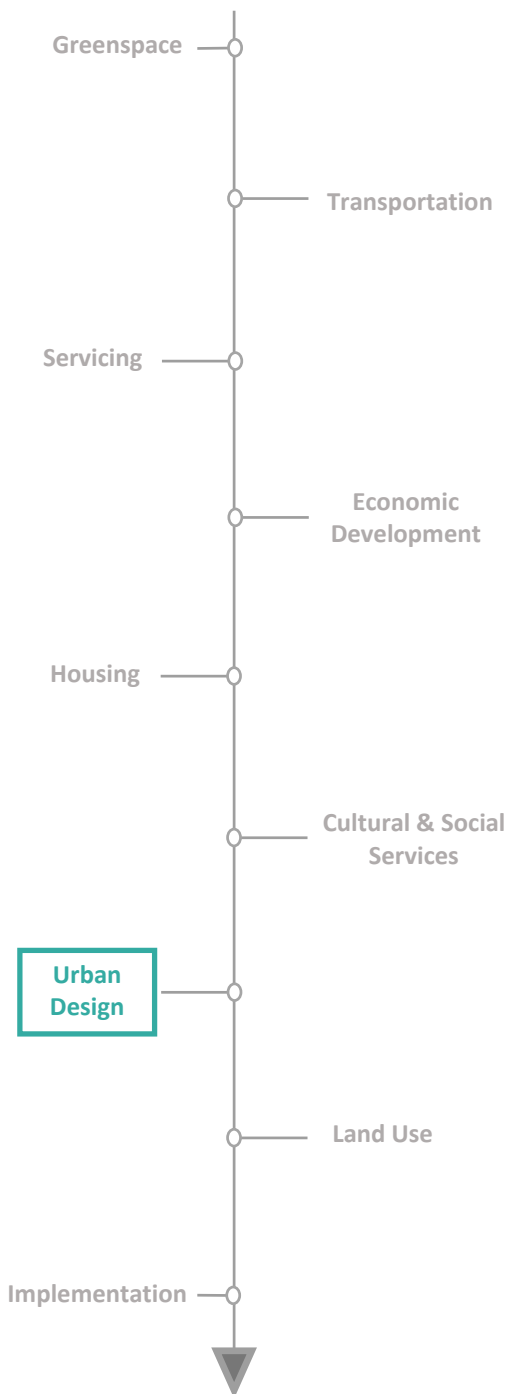 Greenspace
Transportation
Servicing
Economic
Development
Housing
Cultural & Social
Services
Urban
Design
Land Use
Implementation